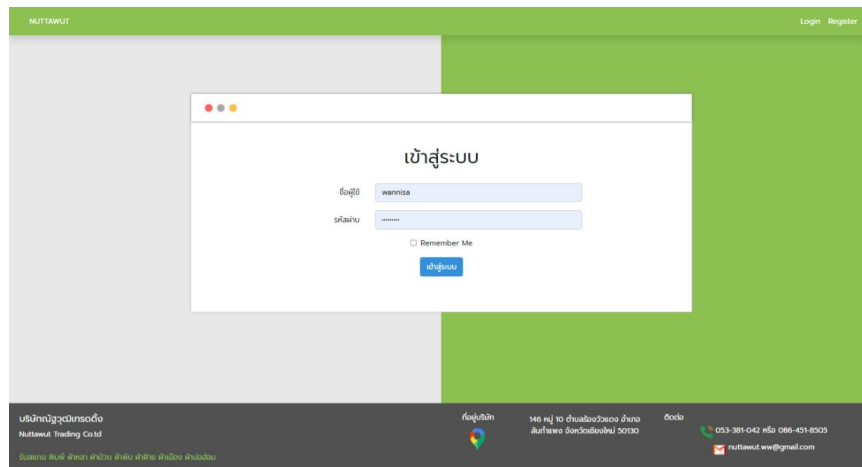 NUTTAWUT
Login Register
เข้าสู่ระบบ
ชื่อผู้ใช้ wannisa
รหัสผ่าน
Remember Me
เข้าสู่ระบบ
บริษัทณัฐวุฒิเทรดดิ้ง
Nuttawut Trading Co.td
รับสแกน พิมพ์ ผ้าหลา ผ้าม้วน ผ้าพิม ผ้าฝ้าย ผ้าเมือง ผ้าม่อฮ่อม
ที่อยู่บริษัท
146 หมู่ 10 ตำบลร้องวัวแดง อำเภอ
สันกำแพง จังหวัดเชียงใหม่ 50130
ติดต่อ
053-381-042 หรือ 086-451-8505
nuttawut.ww@gmail.com